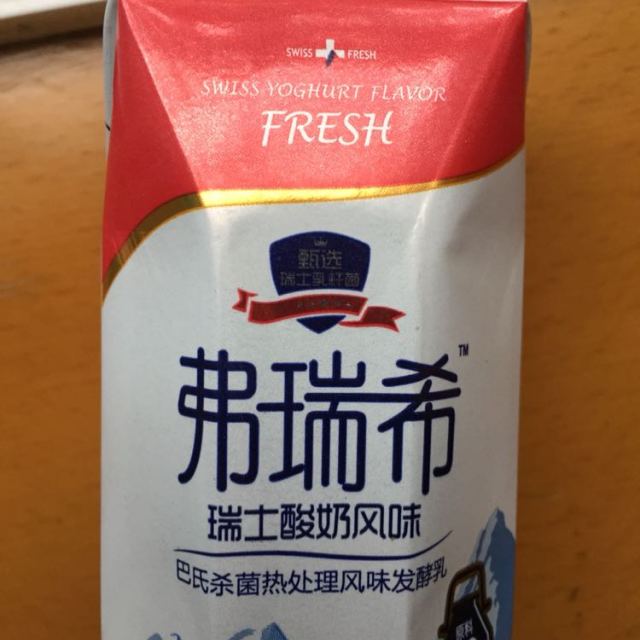 SWISS FRESH
SWISS YOGHURT FLAVOR
FRESH
甄选
瑞士乳杆菌
弗瑞希™
瑞士酸奶风味
巴氏杀菌热处理风味发酵乳